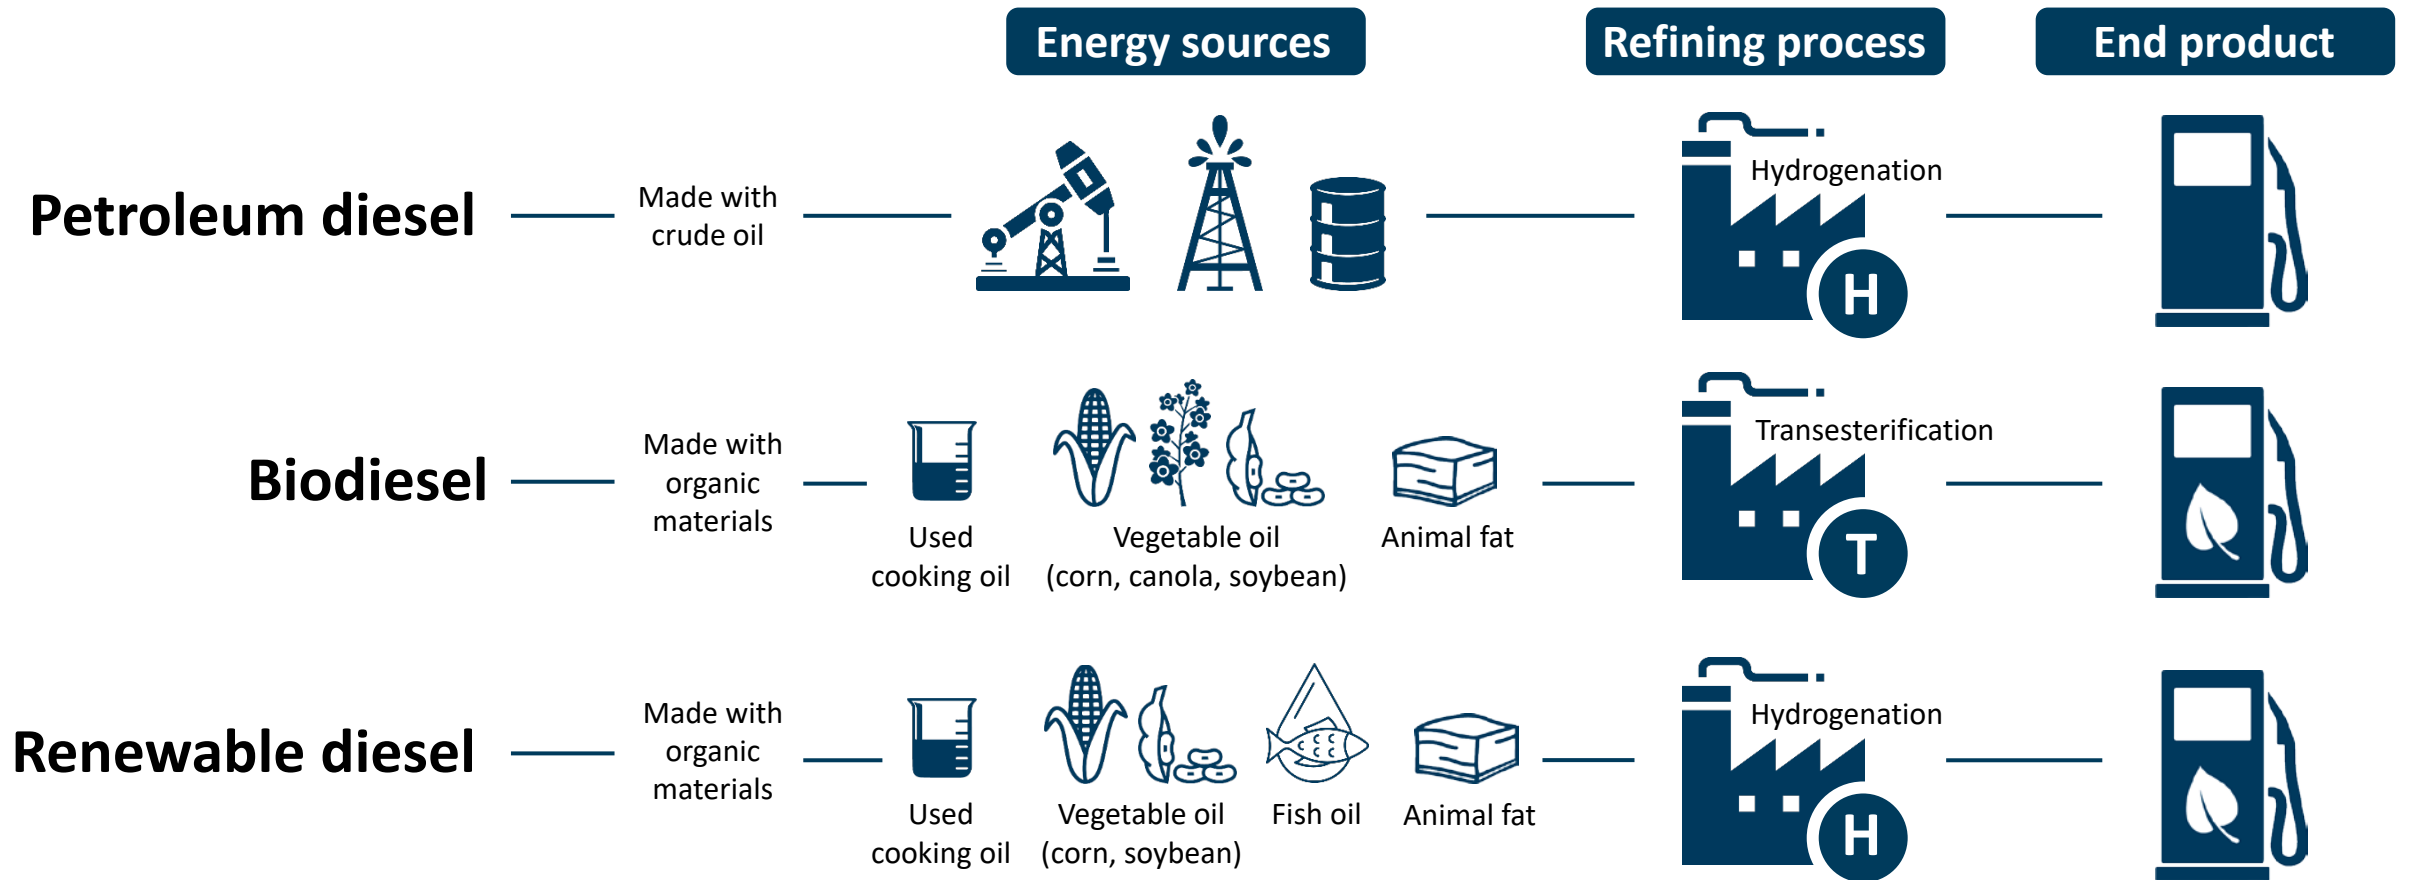 Energy sources
Refining process
End product
Petroleum diesel
Made with
crude oil
Hydrogenation
H
Biodiesel
Made with
organic
materials
Used
cooking oil
Vegetable oil
(corn, canola, soybean)
Animal fat
Transesterification
T
Renewable diesel
Made with
organic
materials
Used
cooking oil
Vegetable oil
(corn, soybean)
Fish oil
Animal fat
Hydrogenation
H